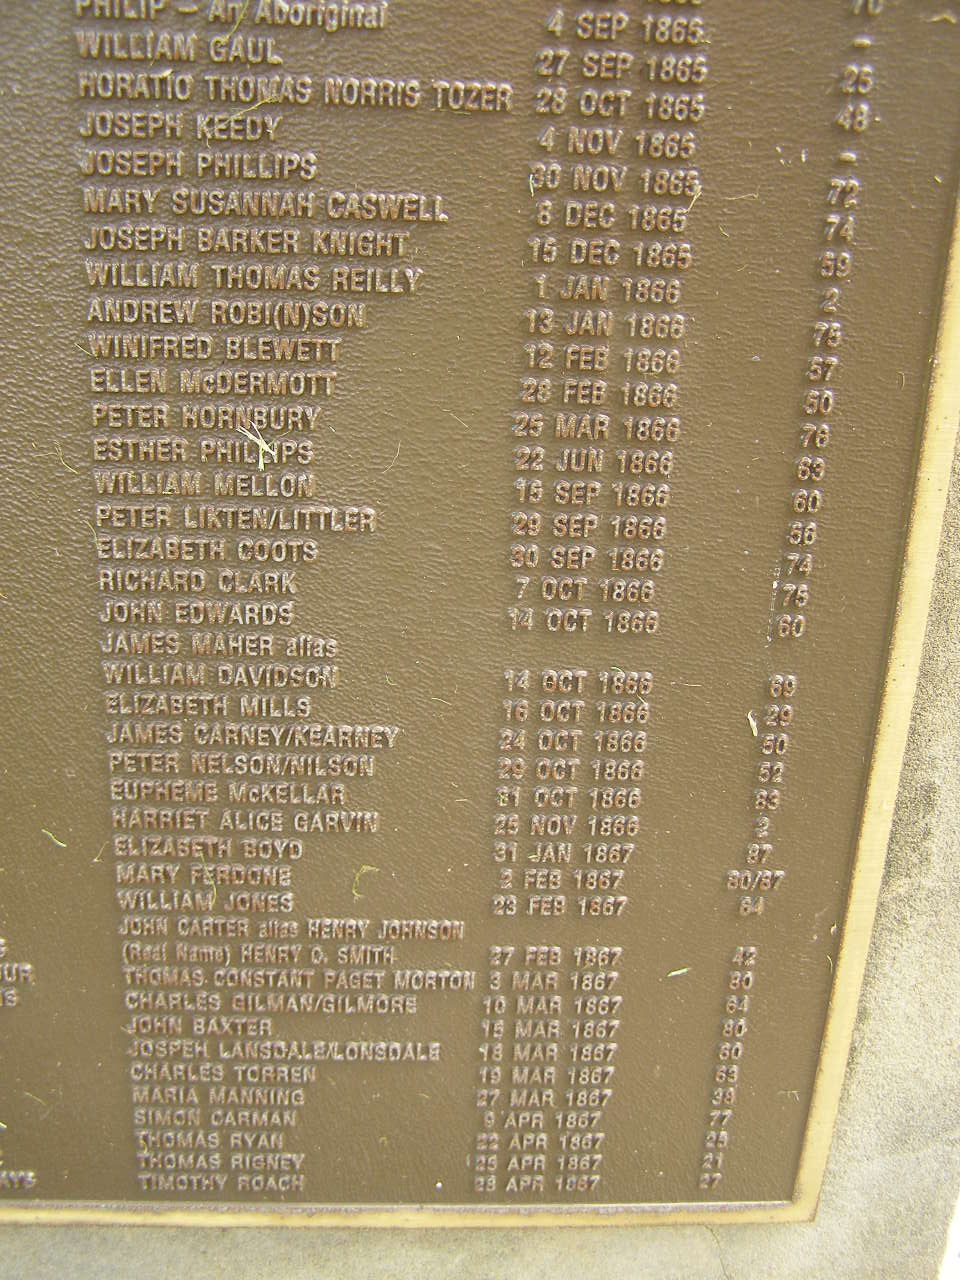 PHILIP – An Aboriginal 4 SEP 1865 -
WILLIAM GAUL 27 SEP 1865 25
HORATIO THOMAS NORRIS TOZER 28 OCT 1865 48
JOSEPH KEEDY 4 NOV 1865 -
JOSEPH PHILLIPS 30 NOV 1865 72
MARY SUSANNAH CASWELL 8 DEC 1865 74
JOSEPH BARKER KNIGHT 15 DEC 1865 59
WILLIAM THOMAS REILLY 1 JAN 1866 2
ANDREW ROBI(N)SON 13 JAN 1866 75
WINIFRED BLEWETT 12 FEB 1866 57
ELLEN McDERMOTT 28 FEB 1866 50
PETER HORNBURY 25 MAR 1866 76
ESTHER PHILLIPS 22 JUN 1866 63
WILLIAM MELLON 15 SEP 1866 60
PETER LIKTEN/LITTLER 29 SEP 1866 56
ELIZABETH COOTS 30 SEP 1866 74
RICHARD CLARK 7 OCT 1866 75
JOHN EDWARDS 14 OCT 1866 60
JAMES MAHER alias
WILLIAM DAVIDSON 14 OCT 1866 69
ELIZABETH MILLS 16 OCT 1866 29
JAMES CARNEY/KEARNEY 24 OCT 1866 50
PETER NELSON/NILSON 29 OCT 1866 52
EUPHEME McKELLAR 31 OCT 1866 83
HARRIET ALICE GARVIN 25 NOV 1866 2
ELIZABETH BOYD 31 JAN 1867 87
MARY FERDONE 2 FEB 1867 80/87
WILLIAM JONES 23 FEB 1867 64
JOHN CARTER alias HENRY JOHNSON
(Real Name) HENRY O. SMITH 27 FEB 1867 42
THOMAS CONSTANT PAGET MORTON 3 MAR 1867 80
CHARLES GILMAN/GILMORE 10 MAR 1867 64
JOHN BAXTER 15 MAR 1867 80
JOSPEH LANSDALE/LONSDALE 18 MAR 1867 60
CHARLES TORREN 19 MAR 1867 63
MARIA MANNING 27 MAR 1867 38
SIMON CARMAN 9 APR 1867 77
THOMAS RYAN 22 APR 1867 25
THOMAS RIGNEY 25 APR 1867 21
TIMOTHY ROACH 28 APR 1867 27